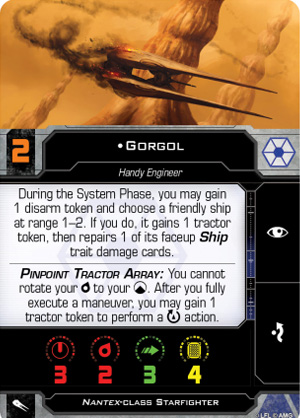 2
• GORGOL
Handy Engineer
During the System Phase, you may gain
1 disarm token and choose a friendly ship
at range 1–2. If you do, it gains 1 tractor
token, then repairs 1 of its faceup Ship
trait damage cards.
PINPOINT TRACTOR ARRAY: You cannot
rotate your to your . After you fully
execute a maneuver, you may gain 1
tractor token to perform a action.
3 2 3 4
NANTEX-CLASS STARFIGHTER
LFL © AMG